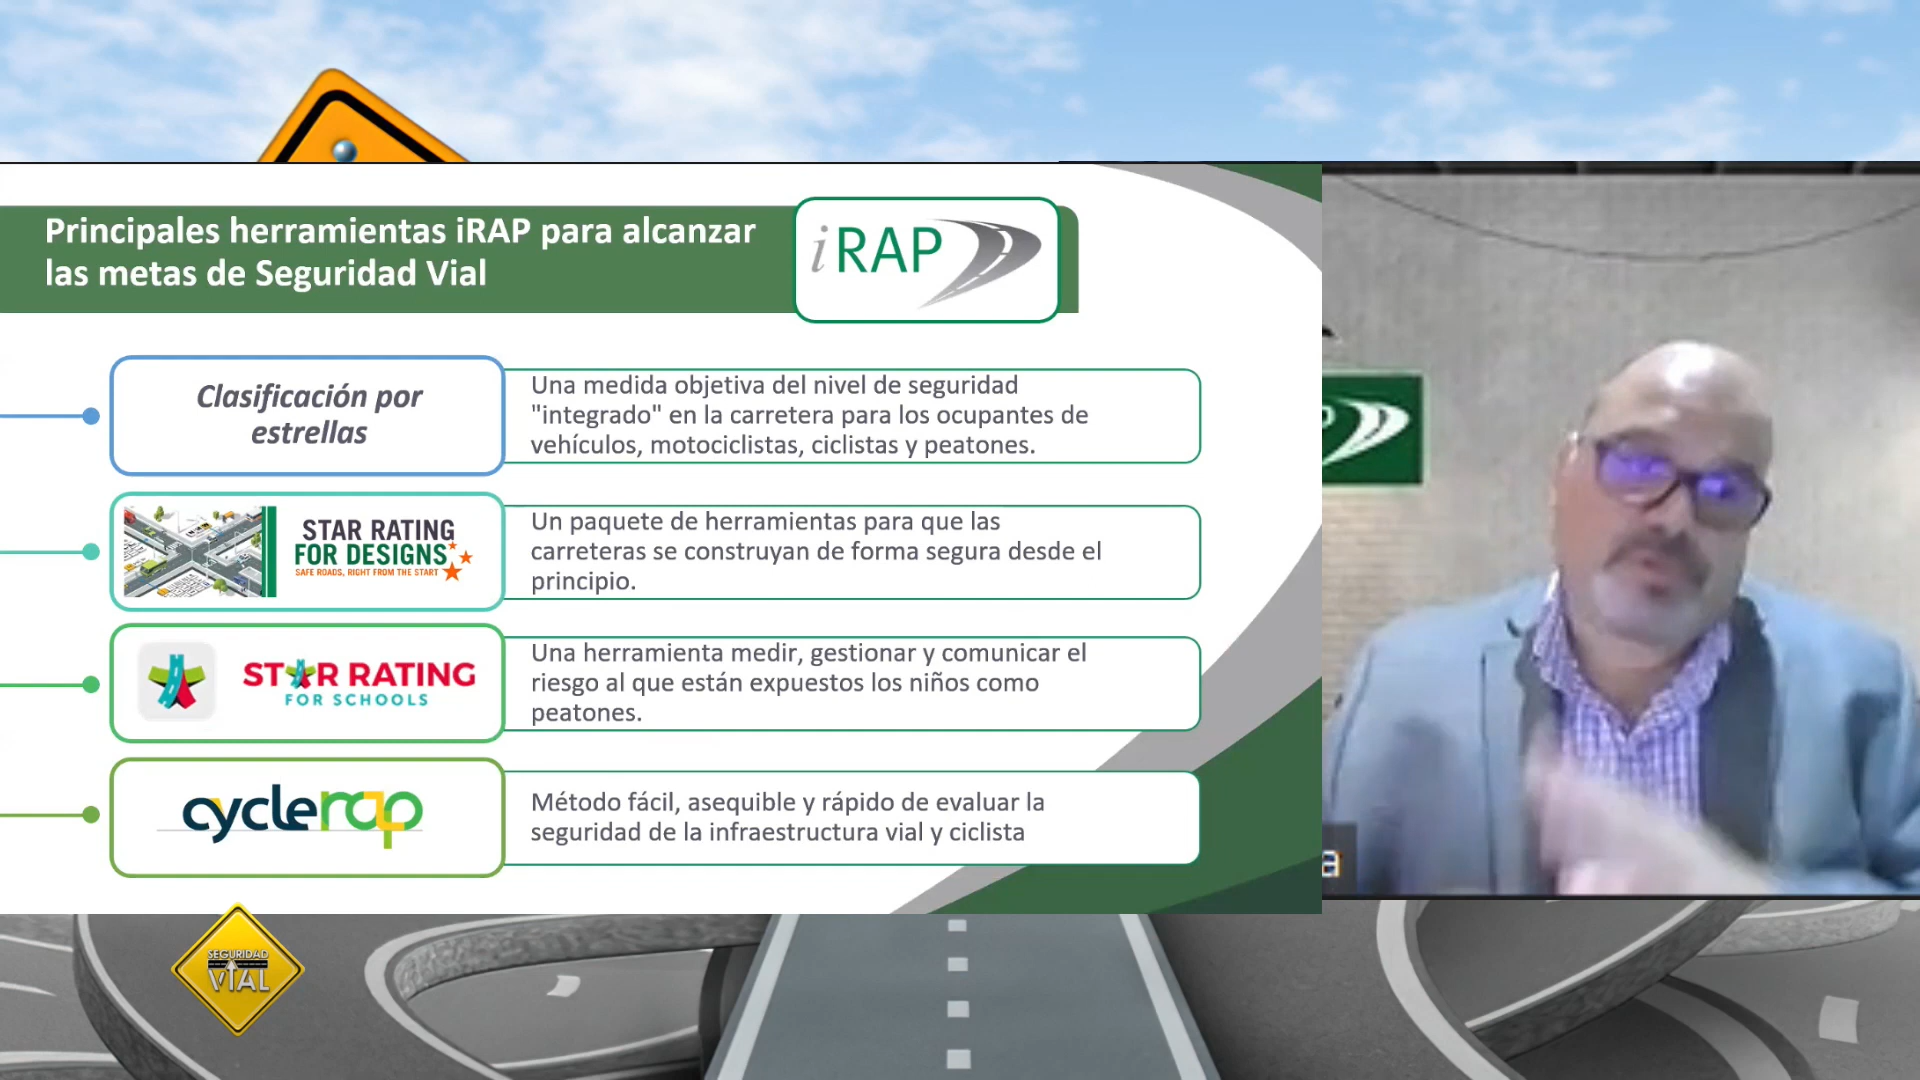 Principales herramientas iRAP para alcanzar
las metas de Seguridad Vial
iRAP
Clasificación por
estrellas
Una medida objetiva del nivel de seguridad
"integrado" en la carretera para los ocupantes de
vehículos, motociclistas, ciclistas y peatones.
STAR RATING
FOR DESIGNS
SAFE ROADS, RIGHT FROM THE START
Un paquete de herramientas para que las
carreteras se construyan de forma segura desde el
principio.
STAR RATING
FOR SCHOOLS
Una herramienta medir, gestionar y comunicar el
riesgo al que están expuestos los niños como
peatones.
cyclerap
Método fácil, asequible y rápido de evaluar la
seguridad de la infraestructura vial y ciclista
P
a
SEGURIDAD
VIAL